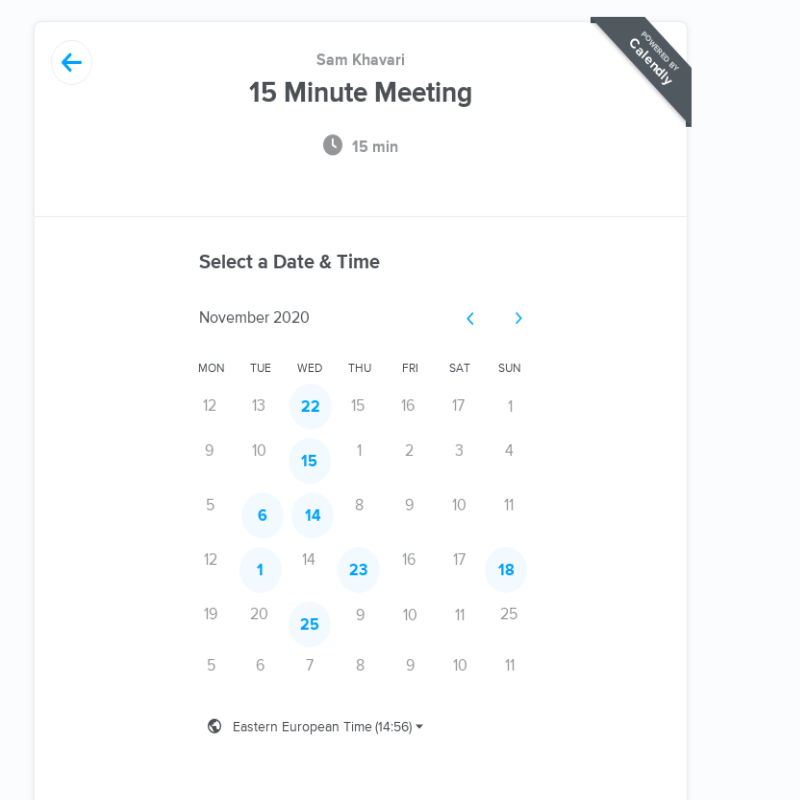 POWERED BY
Calendly
Sam Khavari
15 Minute Meeting
15 min
Select a Date & Time
November 2020
MON TUE WED THU FRI SAT SUN
12 13 22 15 16 17 1
9 10 15 1 2 3 4
5 6 14 8 9 10 11
12 1 14 23 16 17 18
19 20 25 9 10 11 25
5 6 7 8 9 10 11
Eastern European Time (14:56)